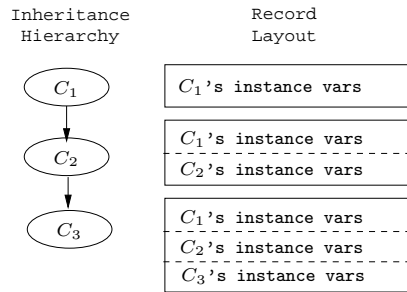 Inheritance Hierarchy
Record Layout
C1
C1's instance vars
C2
C1's instance vars
C2's instance vars
C3
C1's instance vars
C2's instance vars
C3's instance vars